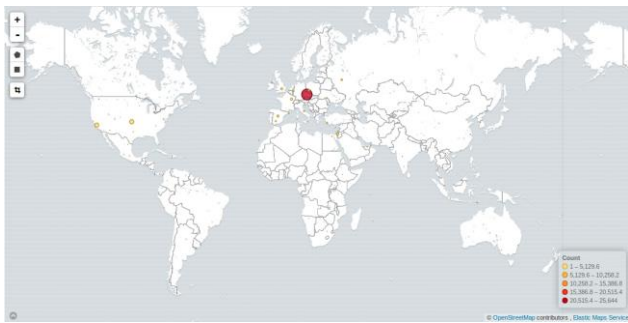 +
-
Count
1 – 5,129.6
5,129.6 – 10,258.2
10,258.2 – 15,386.8
15,386.8 – 20,515.4
20,515.4 – 25,644
© OpenStreetMap contributors , Elastic Maps Service